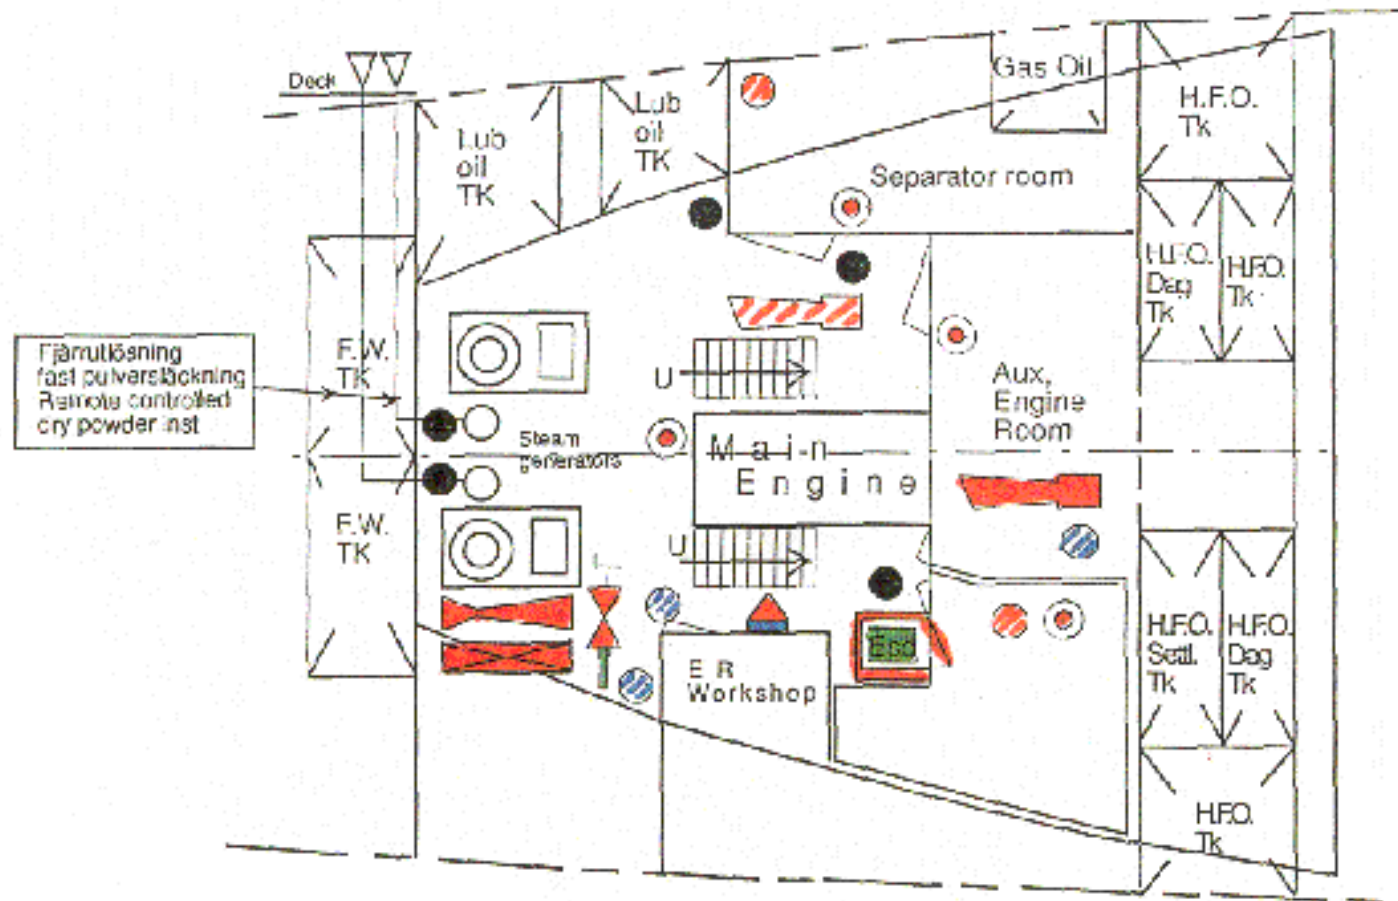 Deck
Lub
oil
TK
Lub
oil
TK
Gas Oil
H.F.O.
Tk
Separator room
H.F.O.
Dag
Tk
H.F.O.
Tk
Fjärrutlösning
fast pulversläckning
Remote controlled
dry powder inst
F.W.
TK
U
Aux,
Engine
Room
Steam
generators
Main
Engine
F.W.
TK
U
H.F.O.
Settl.
Tk
H.F.O.
Dag
Tk
E R
Workshop
H.F.O.
Tk